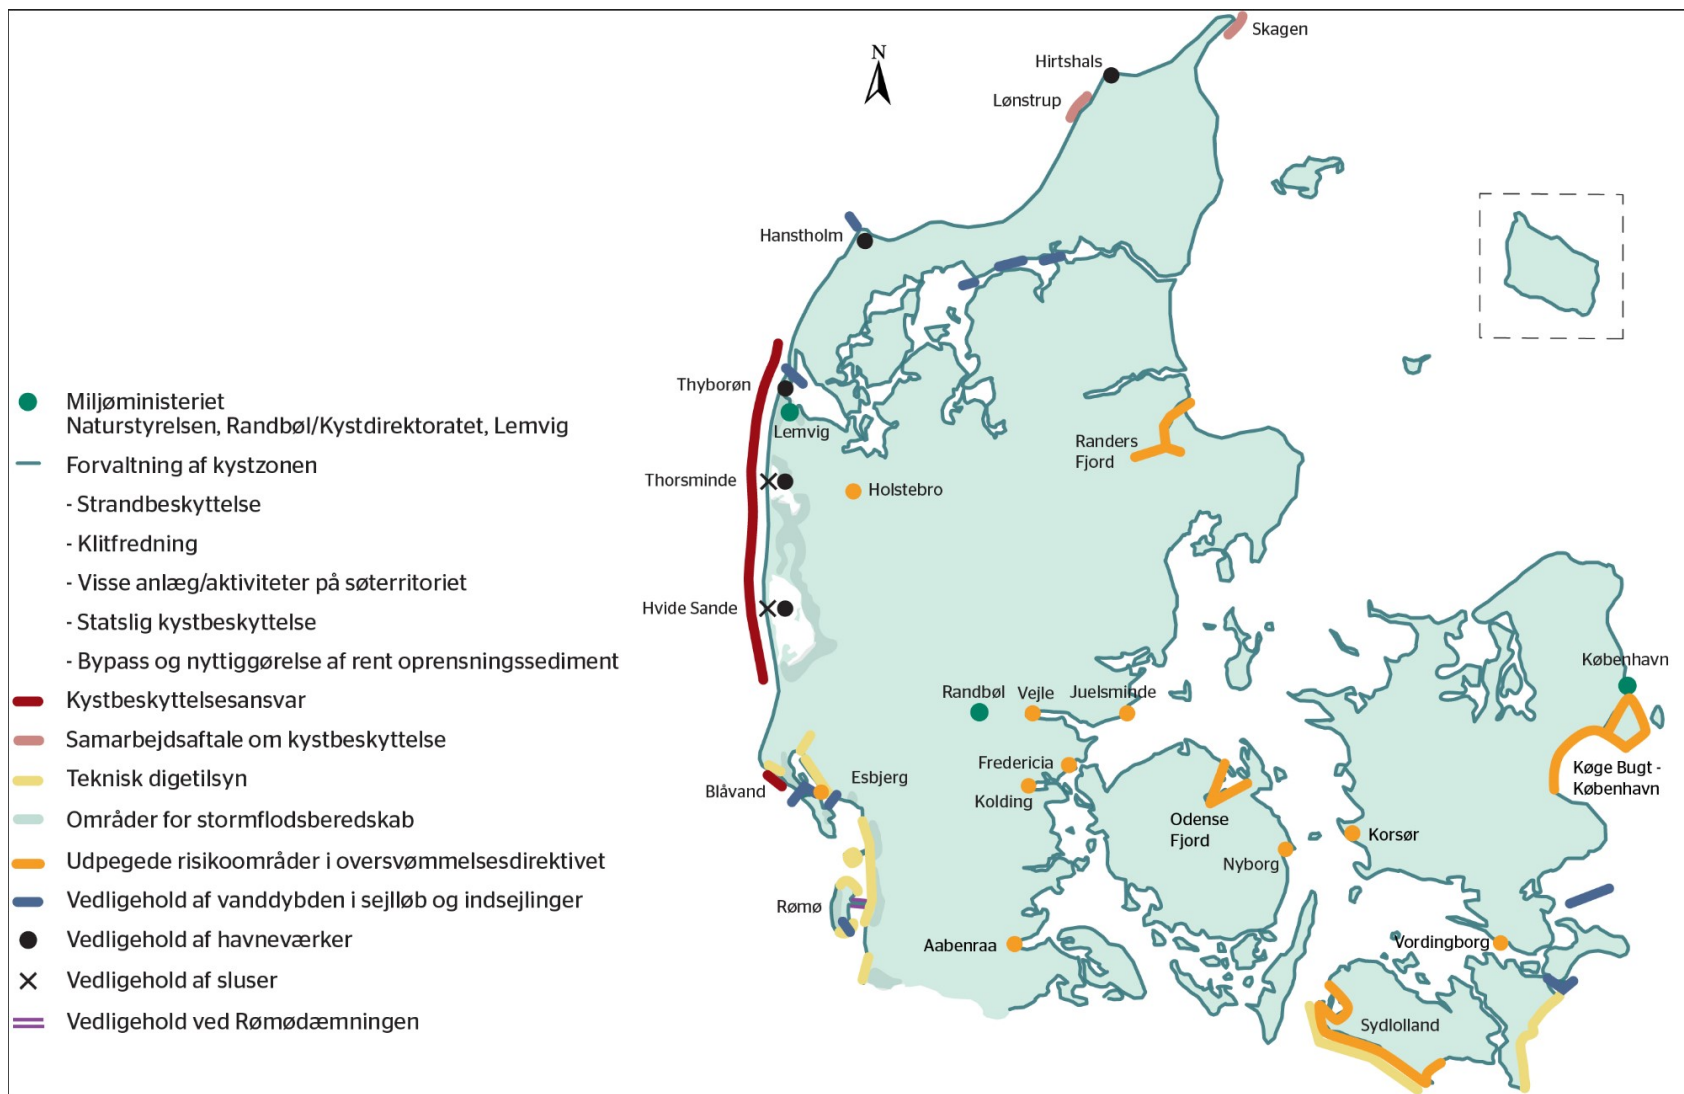 N
Skagen
Hirtshals
Lønstrup
Hanstholm
Thyborøn
Lemvig
Thorsminde
Holstebro
Randers
Fjord
Hvide Sande
København
Randbøl
Vejle
Juelsminde
Fredericia
Kolding
Esbjerg
Blåvand
Køge Bugt -
København
Odense
Fjord
Korsør
Nyborg
Rømø
Aabenraa
Vordingborg
Sydlolland
Miljøministeriet
Naturstyrelsen, Randbøl/Kystdirektoratet, Lemvig
Forvaltning af kystzonen
- Strandbeskyttelse
- Klitfredning
- Visse anlæg/aktiviteter på søterritoriet
- Statslig kystbeskyttelse
- Bypass og nyttiggørelse af rent oprensningssediment
Kystbeskyttelsesansvar
Samarbejdsaftale om kystbeskyttelse
Teknisk digetilsyn
Områder for stormflodsberedskab
Udpegede risikoområder i oversvømmelsesdirektivet
Vedligehold af vanddybden i sejlløb og indsejlinger
Vedligehold af havneværker
Vedligehold af sluser
Vedligehold ved Rømødæmningen